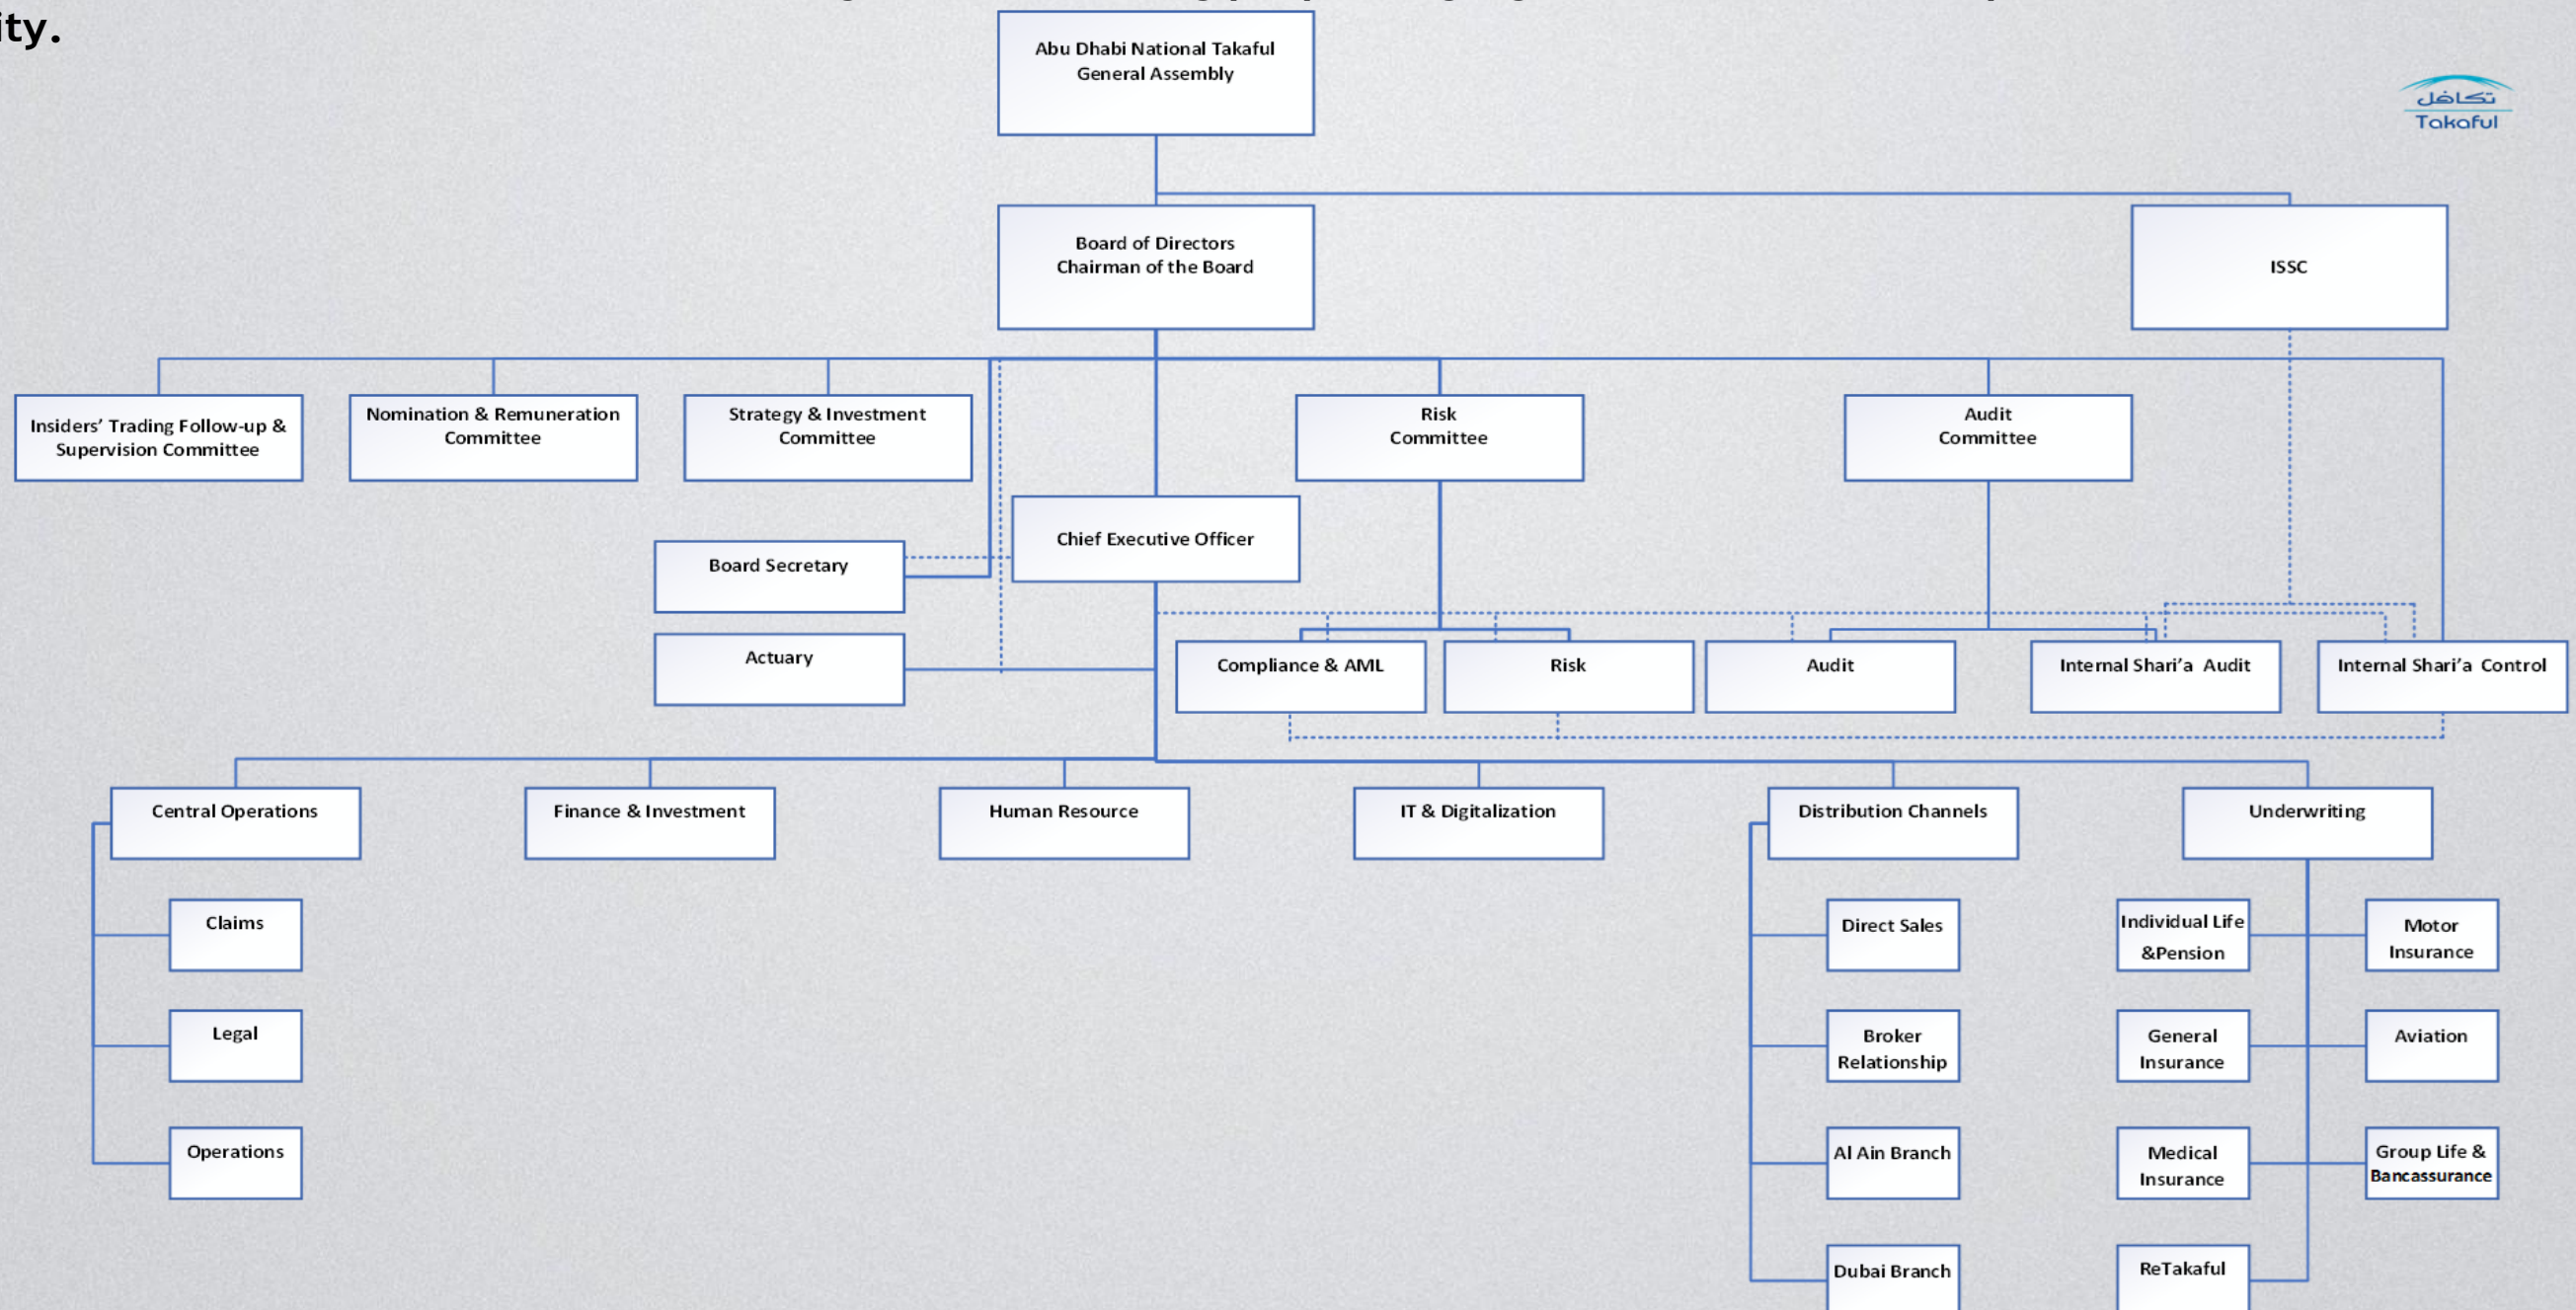 ity.
Abu Dhabi National Takaful
General Assembly
تكافل
Takaful
Board of Directors
Chairman of the Board
ISSC
Insiders’ Trading Follow-up &
Supervision Committee
Nomination & Remuneration
Committee
Strategy & Investment
Committee
Risk
Committee
Audit
Committee
Chief Executive Officer
Board Secretary
Actuary
Compliance & AML
Risk
Audit
Internal Shari’a  Audit
Internal Shari’a  Control
Central Operations
Finance & Investment
Human Resource
IT & Digitalization
Distribution Channels
Underwriting
Claims
Direct Sales
Individual Life
&Pension
Motor
Insurance
Legal
Broker
Relationship
General
Insurance
Aviation
Operations
Al Ain Branch
Medical
Insurance
Group Life &
Bancassurance
Dubai Branch
ReTakaful